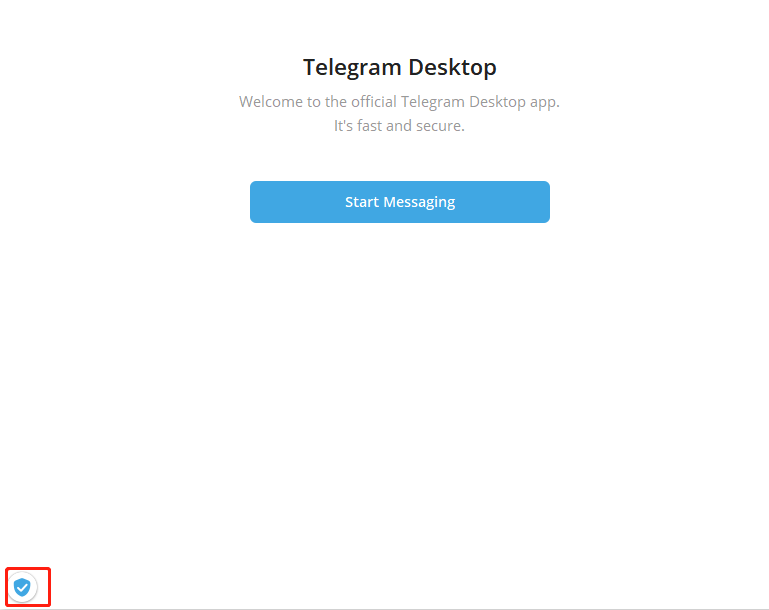 Telegram Desktop
Welcome to the official Telegram Desktop app.
It's fast and secure.
Start Messaging